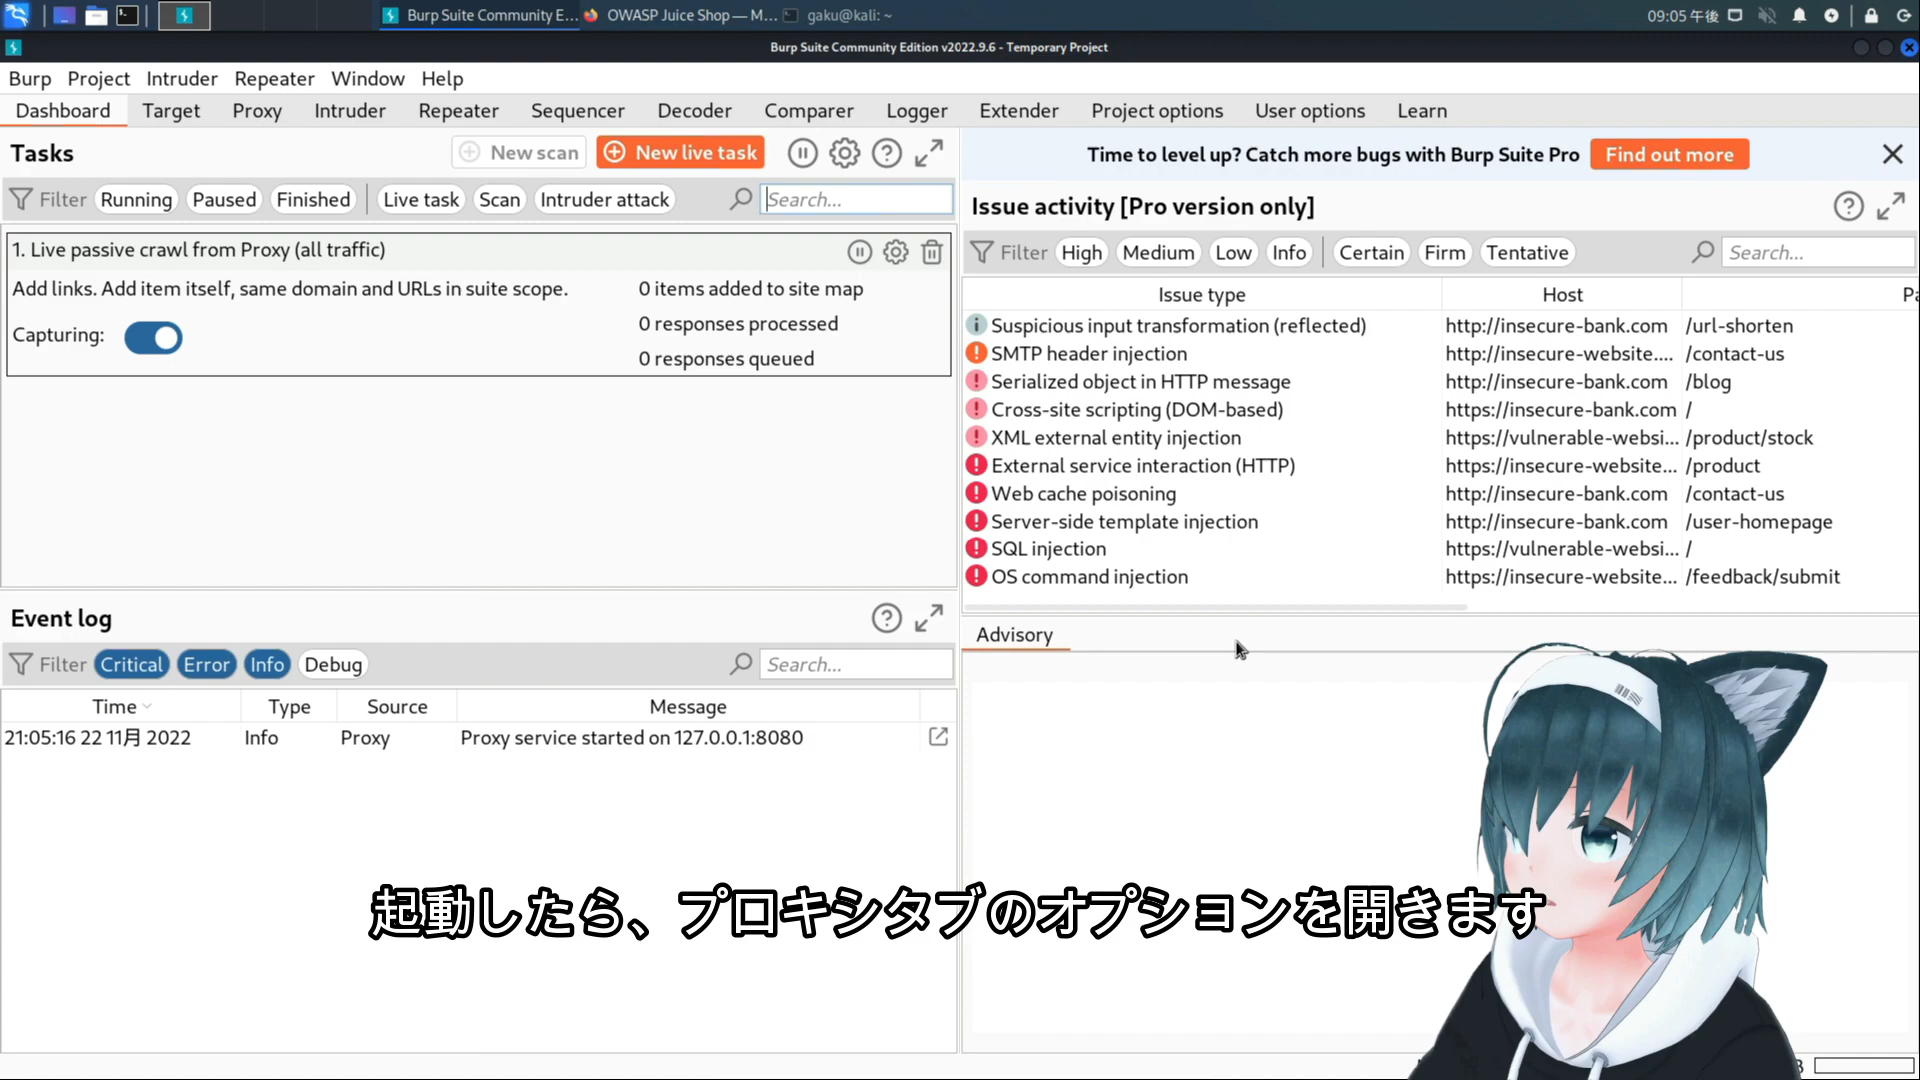 Burp Suite Community E...
OWASP Juice Shop — M...
gaku@kali: ~
09:05 午後
Burp Suite Community Edition v2022.9.6 - Temporary Project
Burp Project Intruder Repeater Window Help
Dashboard Target Proxy Intruder Repeater Sequencer Decoder Comparer Logger Extender Project options User options Learn
Tasks
New scan
New live task
Filter Running Paused Finished Live task Scan Intruder attack Search...
1. Live passive crawl from Proxy (all traffic)
Add links. Add item itself, same domain and URLs in suite scope.
Capturing:
0 items added to site map
0 responses processed
0 responses queued
Event log
Filter Critical Error Info Debug Search...
Time Type Source Message
21:05:16 22 11月 2022 Info Proxy Proxy service started on 127.0.0.1:8080
Time to level up? Catch more bugs with Burp Suite Pro
Find out more
Issue activity [Pro version only]
Filter High Medium Low Info Certain Firm Tentative Search...
Issue type Host Pa
Suspicious input transformation (reflected) http://insecure-bank.com /url-shorten
SMTP header injection http://insecure-website.... /contact-us
Serialized object in HTTP message http://insecure-bank.com /blog
Cross-site scripting (DOM-based) https://insecure-bank.com /
XML external entity injection https://vulnerable-websi... /product/stock
External service interaction (HTTP) https://insecure-website... /product
Web cache poisoning http://insecure-bank.com /contact-us
Server-side template injection http://insecure-bank.com /user-homepage
SQL injection https://vulnerable-websi... /
OS command injection https://insecure-website... /feedback/submit
Advisory
起動したら、プロキシタブのオプションを開きます